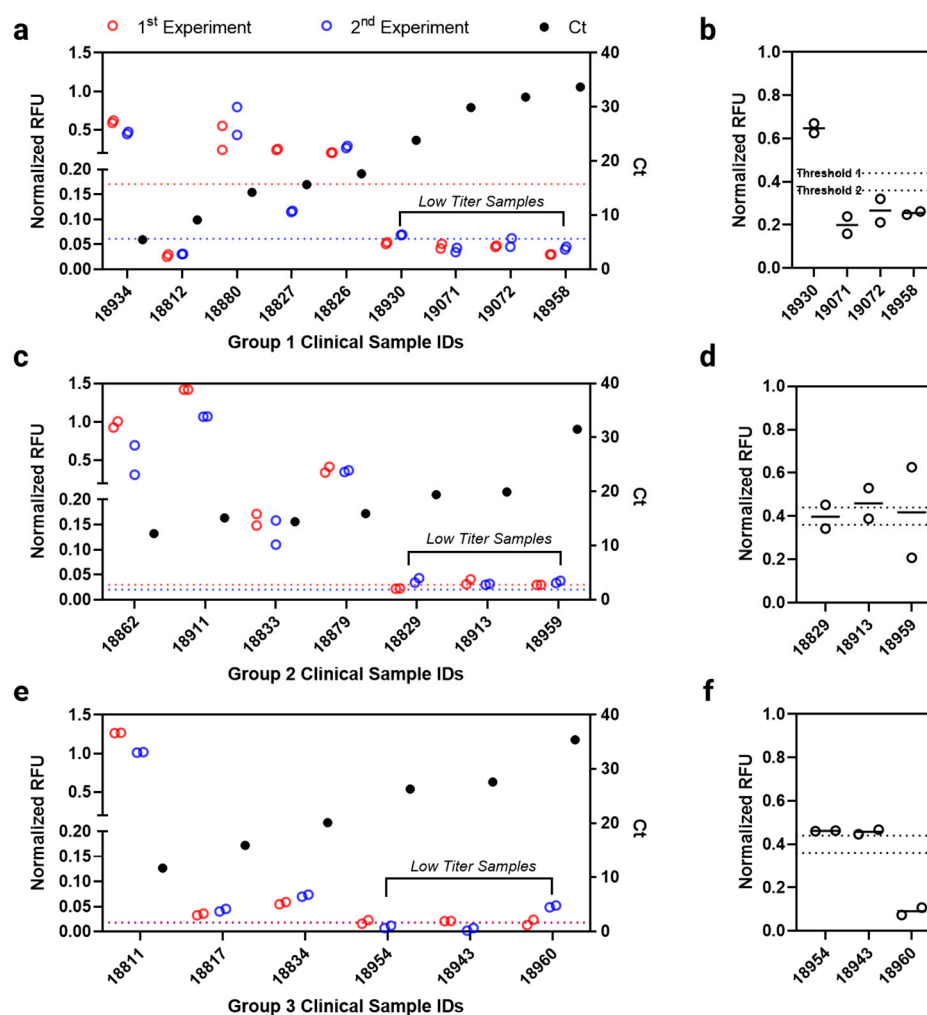 a
1st Experiment 2nd Experiment Ct
Normalized RFU
1.5
1.0
0.5
0.20
0.15
0.10
0.05
0.00
40
30
20
10
0
Ct
Low Titer Samples
18934 18812 18880 18827 18826 18930 19071 19072 18958
Group 1 Clinical Sample IDs
b
Normalized RFU
1.0
0.8
0.6
0.4
0.2
0.0
Threshold 1
Threshold 2
18930 19071 19072 18958
c
Normalized RFU
1.5
1.0
0.5
0.20
0.15
0.10
0.05
0.00
40
30
20
10
0
Ct
Low Titer Samples
18862 18911 18833 18879 18829 18913 18959
Group 2 Clinical Sample IDs
d
Normalized RFU
1.0
0.8
0.6
0.4
0.2
0.0
18829 18913 18959
e
Normalized RFU
1.5
1.0
0.5
0.20
0.15
0.10
0.05
0.00
40
30
20
10
0
Ct
Low Titer Samples
18811 18817 18834 18954 18943 18960
Group 3 Clinical Sample IDs
f
Normalized RFU
1.0
0.8
0.6
0.4
0.2
0.0
18954 18943 18960